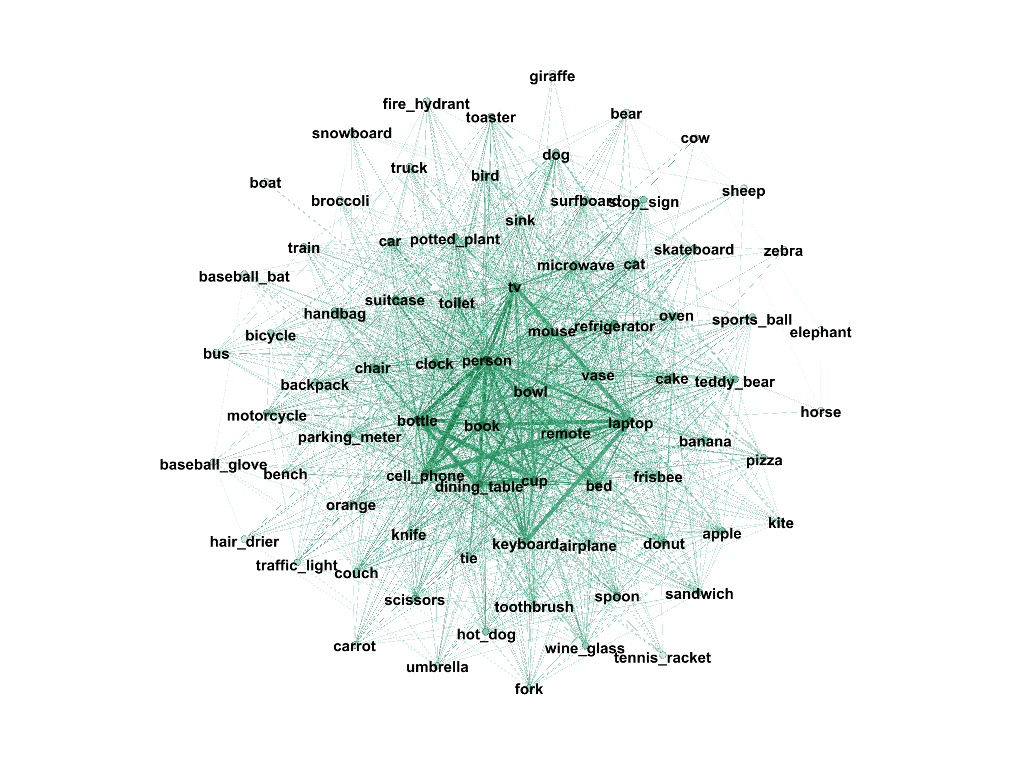 giraffe
fire_hydrant
toaster
bear
snowboard
cow
dog
truck
bird
boat
sheep
broccoli
surfboard
stop_sign
sink
car
potted_plant
train
skateboard
zebra
microwave
cat
baseball_bat
tv
suitcase
toilet
handbag
oven
sports_ball
mouse
refrigerator
elephant
bicycle
bus
person
clock
chair
vase
cake
teddy_bear
backpack
bowl
horse
motorcycle
bottle
book
laptop
parking_meter
remote
banana
baseball_glove
pizza
bench
cell_phone
frisbee
dining_table
cup
bed
orange
kite
knife
apple
hair_drier
keyboard
airplane
donut
tie
traffic_light
couch
sandwich
scissors
spoon
toothbrush
hot_dog
carrot
wine_glass
tennis_racket
umbrella
fork